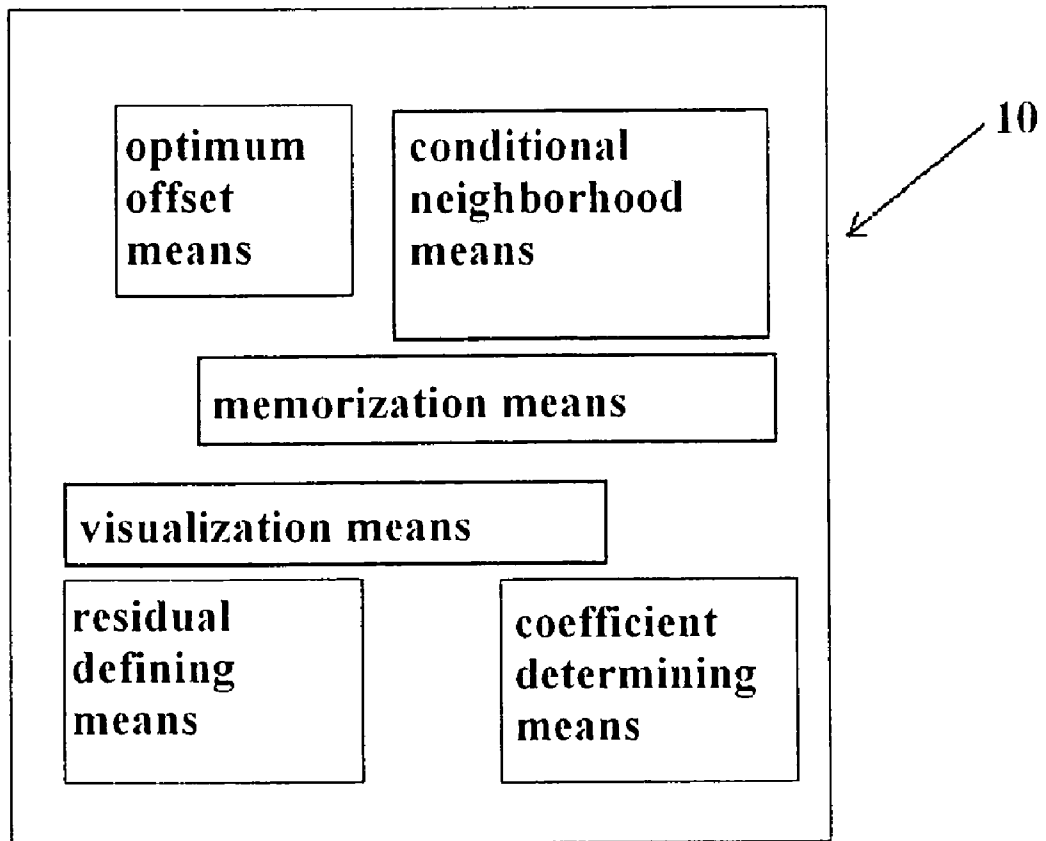 optimum
offset
means
conditional
neighborhood
means
10
memorization means
visualization means
residual
defining
means
coefficient
determining
means